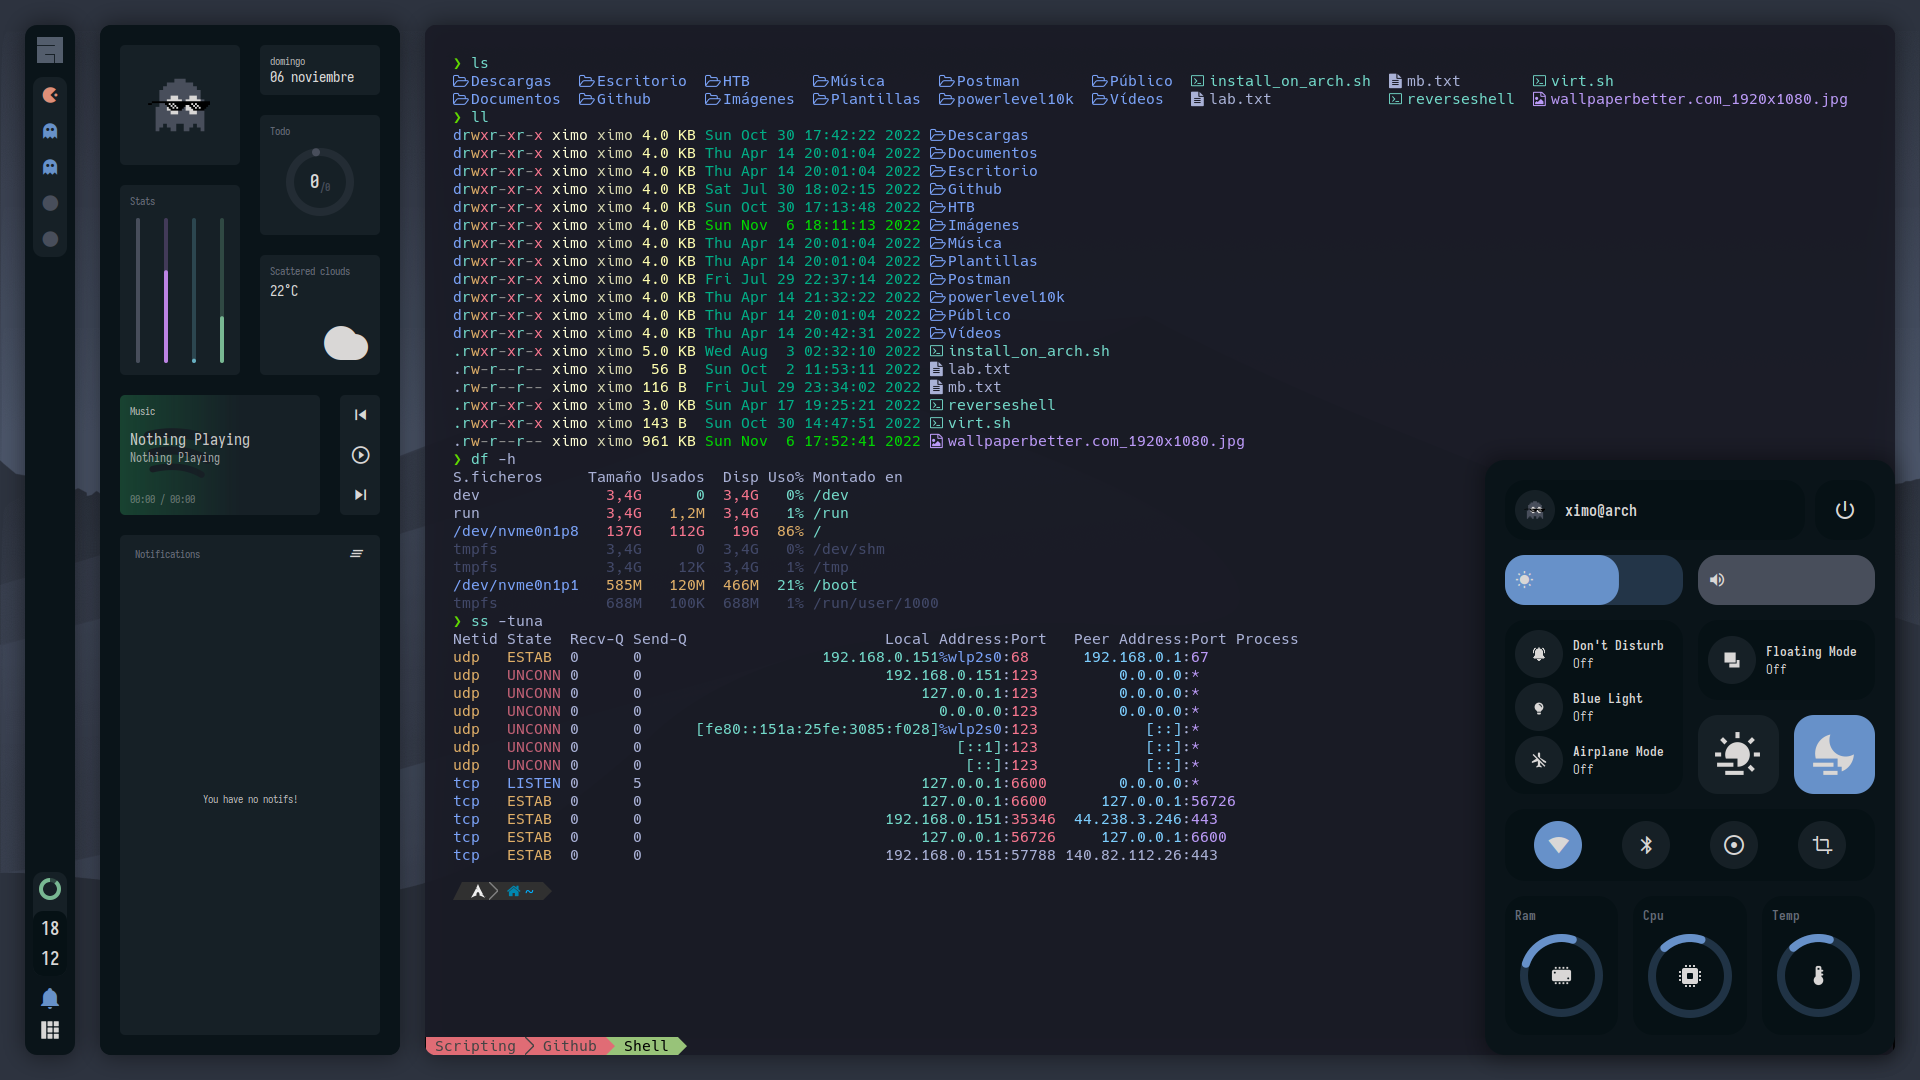 domingo
06 noviembre
Todo
0/0
Stats
Scattered clouds
22°C
Music
Nothing Playing
Nothing Playing
00:00 / 00:00
Notifications
You have no notifs!
18
12
❯ ls
Descargas Escritorio HTB Música Postman Público install_on_arch.sh mb.txt virt.sh
Documentos Github Imágenes Plantillas powerlevel10k Vídeos lab.txt reverseshell wallpaperbetter.com_1920x1080.jpg
❯ ll
drwxr-xr-x ximo ximo 4.0 KB Sun Oct 30 17:42:22 2022 Descargas
drwxr-xr-x ximo ximo 4.0 KB Thu Apr 14 20:01:04 2022 Documentos
drwxr-xr-x ximo ximo 4.0 KB Thu Apr 14 20:01:04 2022 Escritorio
drwxr-xr-x ximo ximo 4.0 KB Sat Jul 30 18:02:15 2022 Github
drwxr-xr-x ximo ximo 4.0 KB Sun Oct 30 17:13:48 2022 HTB
drwxr-xr-x ximo ximo 4.0 KB Sun Nov  6 18:11:13 2022 Imágenes
drwxr-xr-x ximo ximo 4.0 KB Thu Apr 14 20:01:04 2022 Música
drwxr-xr-x ximo ximo 4.0 KB Thu Apr 14 20:01:04 2022 Plantillas
drwxr-xr-x ximo ximo 4.0 KB Fri Jul 29 22:37:14 2022 Postman
drwxr-xr-x ximo ximo 4.0 KB Thu Apr 14 21:32:22 2022 powerlevel10k
drwxr-xr-x ximo ximo 4.0 KB Thu Apr 14 20:01:04 2022 Público
drwxr-xr-x ximo ximo 4.0 KB Thu Apr 14 20:42:31 2022 Vídeos
.rwxr-xr-x ximo ximo 5.0 KB Wed Aug  3 02:32:10 2022 install_on_arch.sh
.rw-r--r-- ximo ximo  56 B  Sun Oct  2 11:53:11 2022 lab.txt
.rw-r--r-- ximo ximo 116 B  Fri Jul 29 23:34:02 2022 mb.txt
.rwxr-xr-x ximo ximo 3.0 KB Sun Apr 17 19:25:21 2022 reverseshell
.rwxr-xr-x ximo ximo 143 B  Sun Oct 30 14:47:51 2022 virt.sh
.rw-r--r-- ximo ximo 961 KB Sun Nov  6 17:52:41 2022 wallpaperbetter.com_1920x1080.jpg
❯ df -h
S.ficheros     Tamaño Usados  Disp Uso% Montado en
dev              3,4G      0  3,4G   0% /dev
run              3,4G   1,2M  3,4G   1% /run
/dev/nvme0n1p8   137G   112G   19G  86% /
tmpfs            3,4G      0  3,4G   0% /dev/shm
tmpfs            3,4G    12K  3,4G   1% /tmp
/dev/nvme0n1p1   585M   120M  466M  21% /boot
tmpfs            688M   100K  688M   1% /run/user/1000
❯ ss -tuna
Netid State  Recv-Q Send-Q Local Address:Port Peer Address:Port Process
udp   ESTAB  0      0      192.168.0.151%wlp2s0:68 192.168.0.1:67
udp   UNCONN 0      0      192.168.0.151:123 0.0.0.0:*
udp   UNCONN 0      0      127.0.0.1:123 0.0.0.0:*
udp   UNCONN 0      0      0.0.0.0:123 0.0.0.0:*
udp   UNCONN 0      0      [fe80::151a:25fe:3085:f028]%wlp2s0:123 [::]:*
udp   UNCONN 0      0      [::1]:123 [::]:*
udp   UNCONN 0      0      [::]:123 [::]:*
tcp   LISTEN 0      5      127.0.0.1:6600 0.0.0.0:*
tcp   ESTAB  0      0      127.0.0.1:6600 127.0.0.1:56726
tcp   ESTAB  0      0      192.168.0.151:35346 44.238.3.246:443
tcp   ESTAB  0      0      127.0.0.1:56726 127.0.0.1:6600
tcp   ESTAB  0      0      192.168.0.151:57788 140.82.112.26:443
~
Scripting Github Shell
ximo@arch
Don't Disturb
Off
Blue Light
Off
Airplane Mode
Off
Floating Mode
Off
Ram
Cpu
Temp